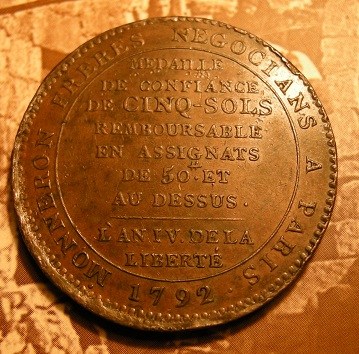 MONNERON FRERES NEGOCIANS A PARIS
MEDAILLE
DE CONFIANCE
DE CINQ-SOLS
REMBOURSABLE
EN ASSIGNATS
DE 50ᴸᵗ ET
AU DESSUS.
L'AN IV. DE LA
LIBERTÉ
1792